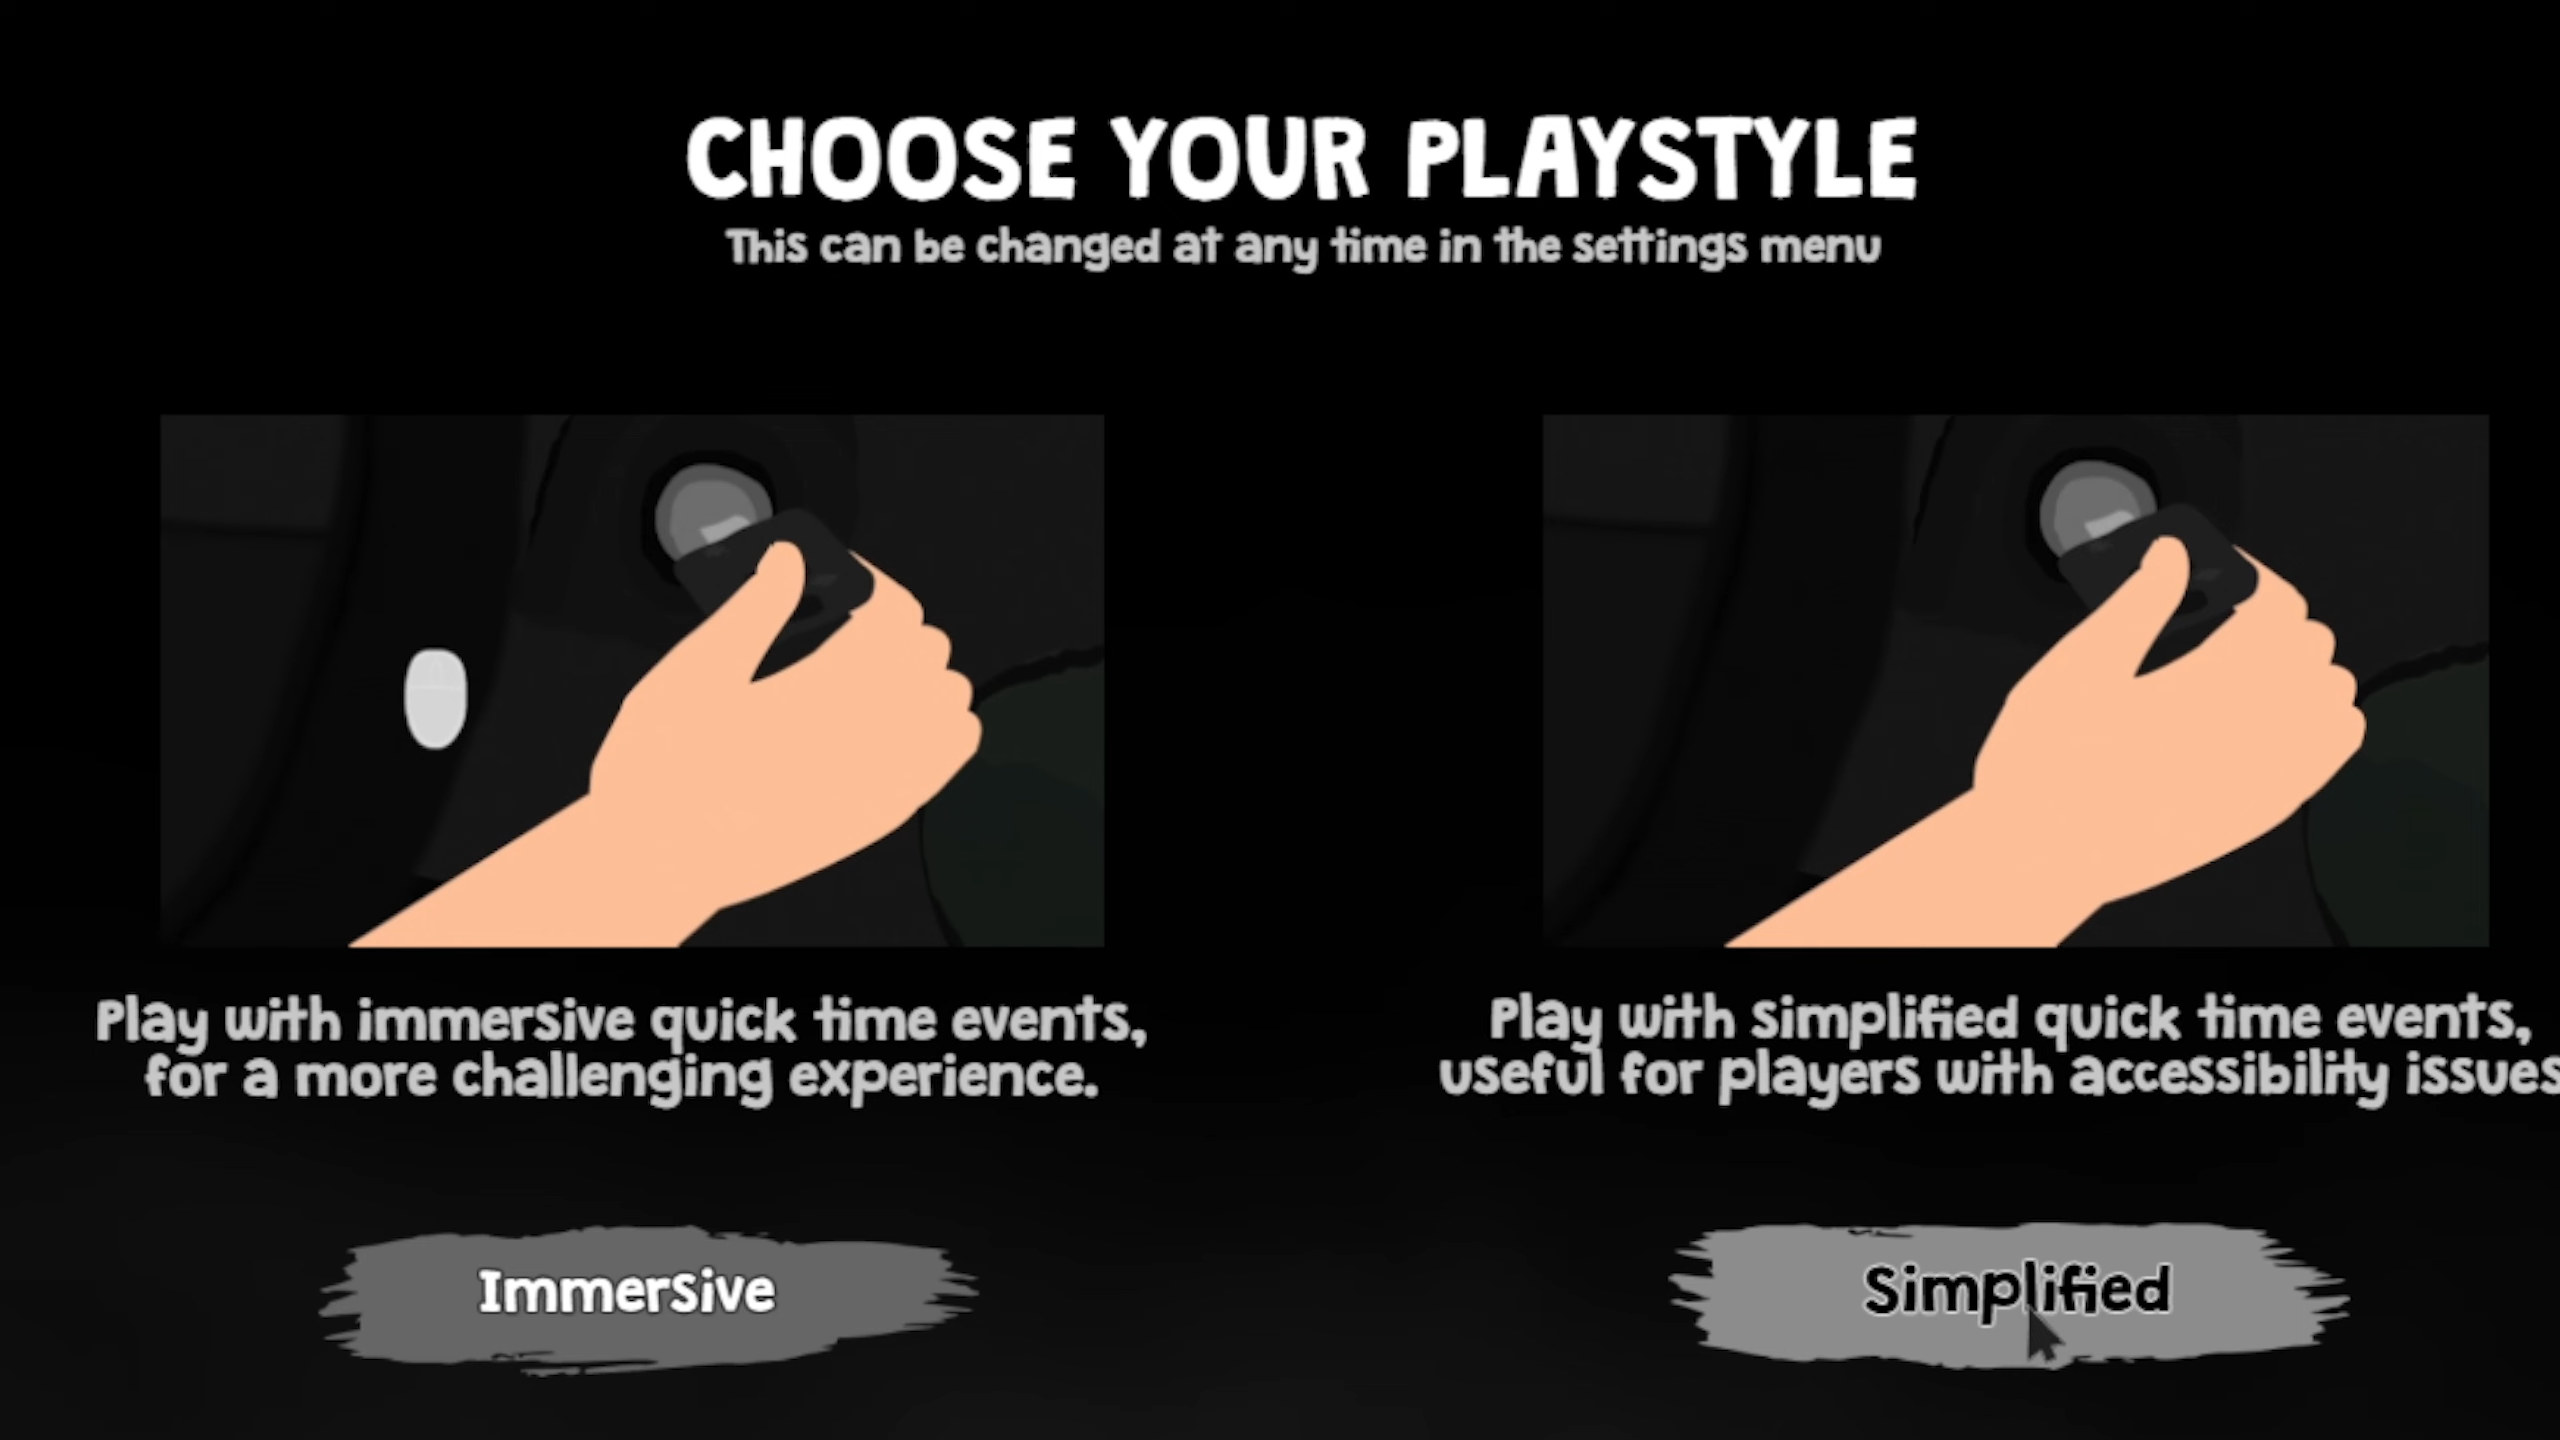 CHOOSE YOUR PLAYSTYLE
This can be changed at any time in the settings menu
Play with immersive quick time events,
for a more challenging experience.
Play with simplified quick time events,
useful for players with accessibility issues
Immersive
Simplified